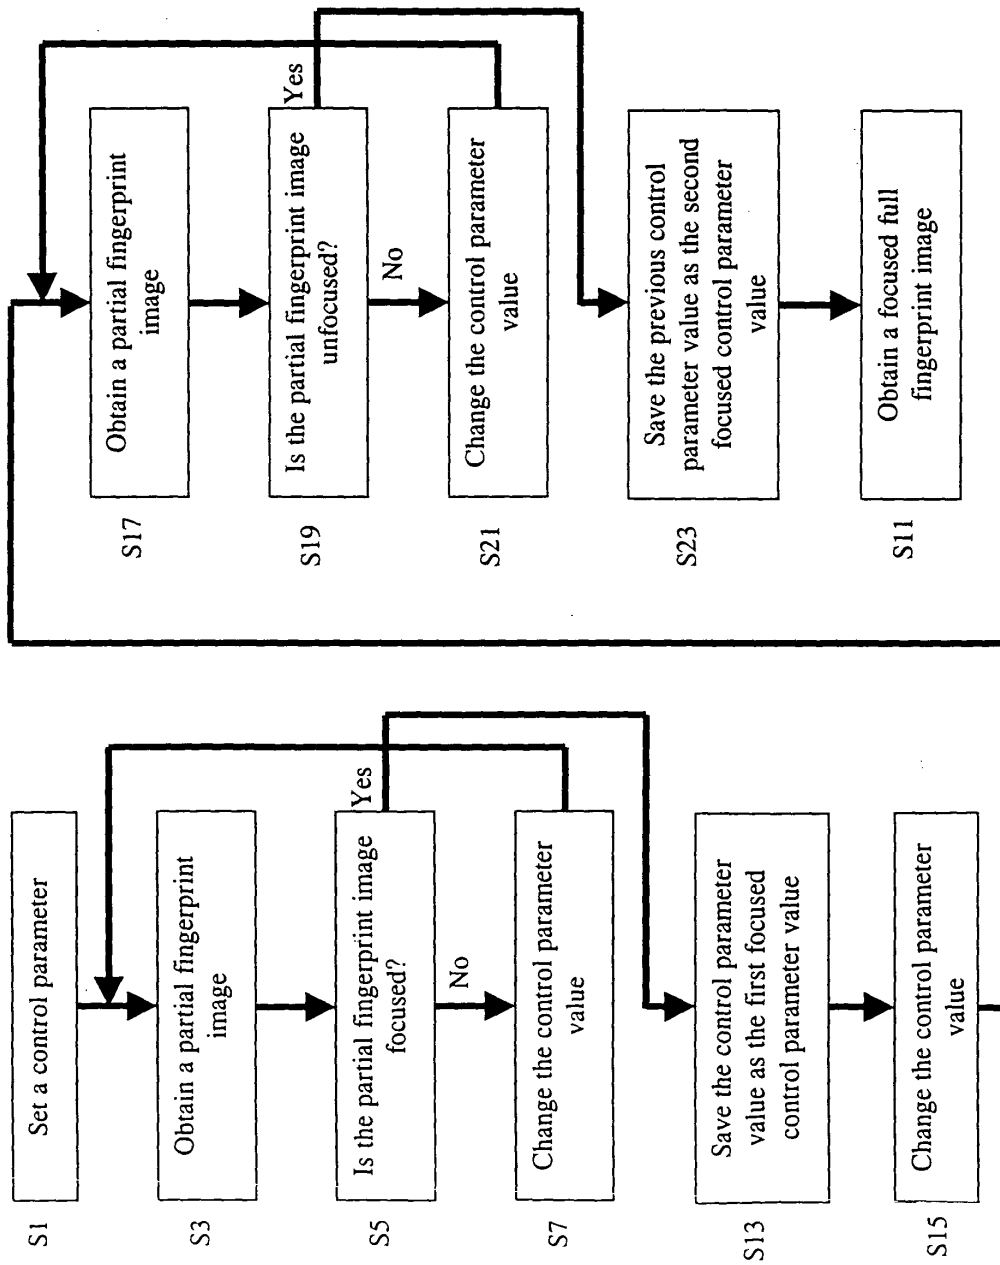 S1
Set a control parameter
S3
Obtain a partial fingerprint
image
S5
Is the partial fingerprint image
focused?
Yes
No
S7
Change the control parameter
value
S13
Save the control parameter
value as the first focused
control parameter value
S15
Change the control parameter
value
S17
Obtain a partial fingerprint
image
S19
Is the partial fingerprint image
unfocused?
Yes
No
S21
Change the control parameter
value
S23
Save the previous control
parameter value as the second
focused control parameter
value
S11
Obtain a focused full
fingerprint image